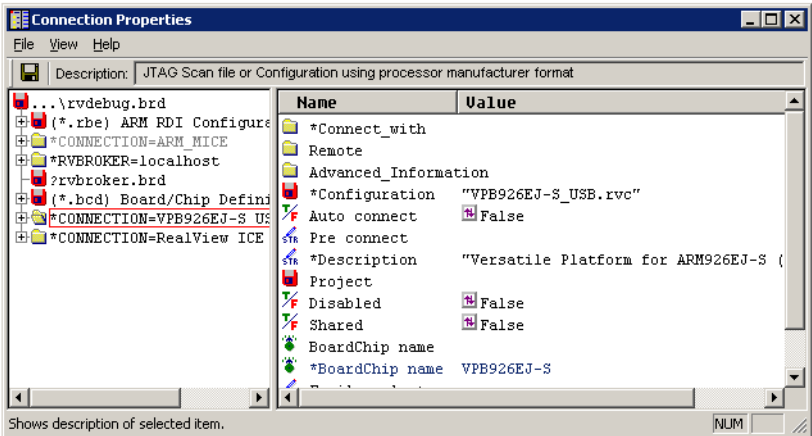 Connection Properties
File View Help
Description: JTAG Scan file or Configuration using processor manufacturer format
...\rvdebug.brd
(*.rbe) ARM RDI Configura
*CONNECTION=ARM_MICE
*RVBROKER=localhost
?rvbroker.brd
(*.bcd) Board/Chip Defini
*CONNECTION=VPB926EJ-S US
*CONNECTION=RealView ICE
Name Value
*Connect_with
Remote
Advanced_Information
*Configuration "VPB926EJ-S_USB.rvc"
Auto connect False
Pre connect
*Description "Versatile Platform for ARM926EJ-S (
Project
Disabled False
Shared False
BoardChip name
*BoardChip name VPB926EJ-S
Shows description of selected item. NUM